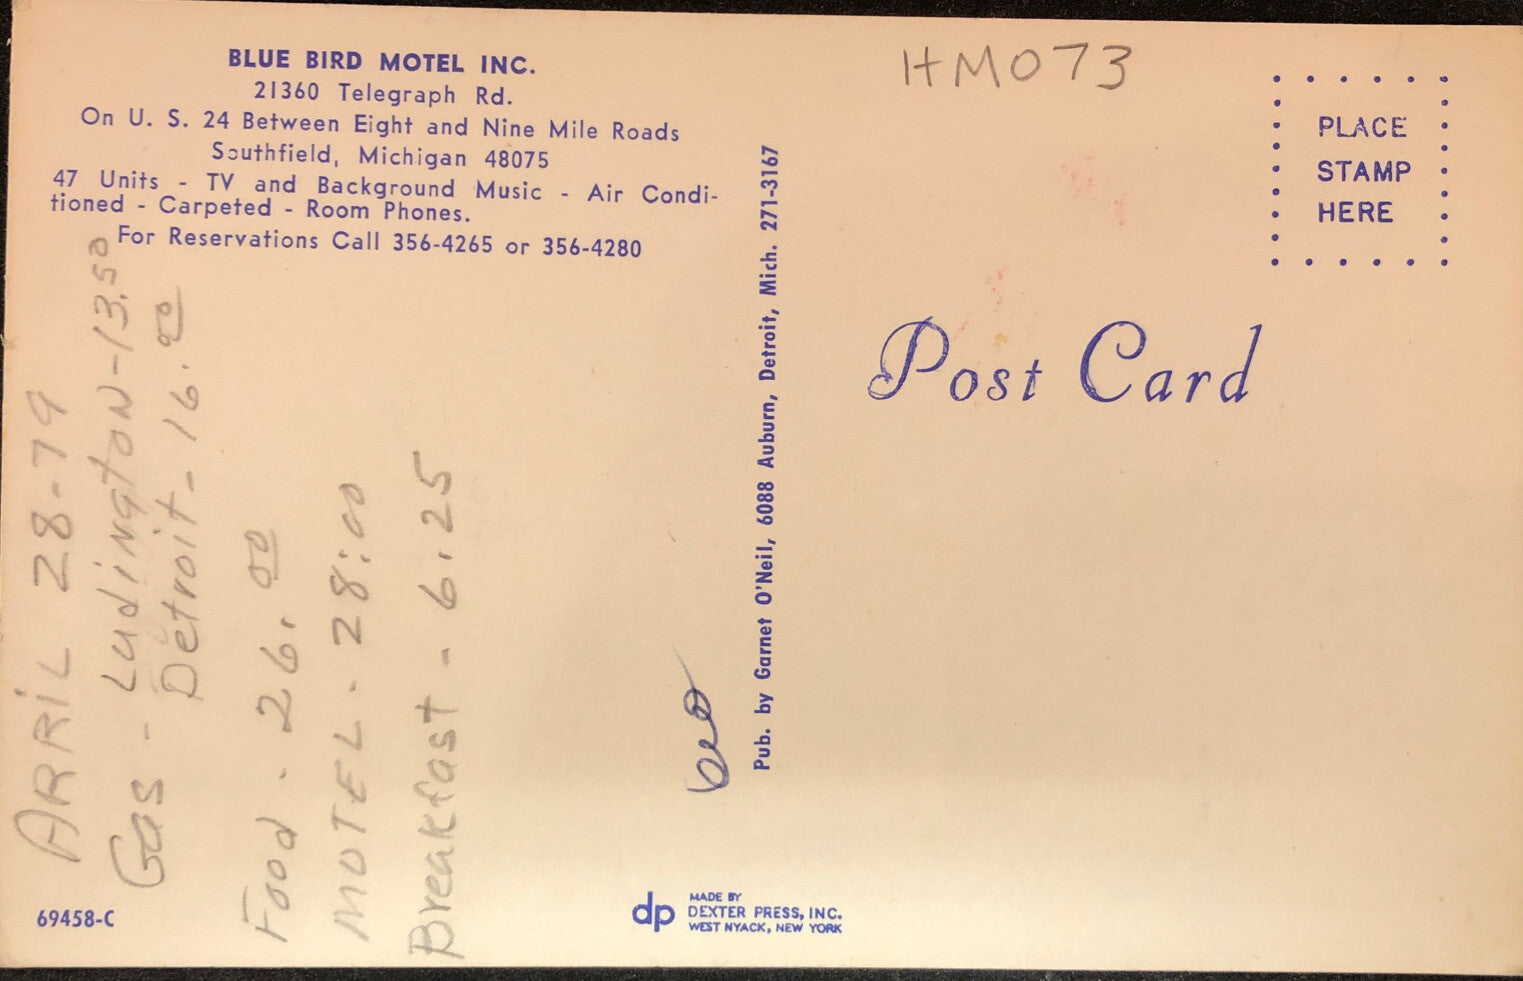 BLUE BIRD MOTEL INC.
21360 Telegraph Rd.
On U. S. 24 Between Eight and Nine Mile Roads
Southfield, Michigan 48075
47 Units - TV and Background Music - Air Condi-
tioned - Carpeted - Room Phones.
For Reservations Call 356-4265 or 356-4280
HM073
PLACE
STAMP
HERE
Post Card
Pub. by Garnet O'Neil, 6088 Auburn, Detroit, Mich. 271-3167
ARRIL 28-79
Gas - Ludington - 13.50
Detroit - 16.00
Food - 26.00
MOTEL - 28:00
Breakfast - 6.25
69458-C
dp
MADE BY
DEXTER PRESS, INC.
WEST NYACK, NEW YORK